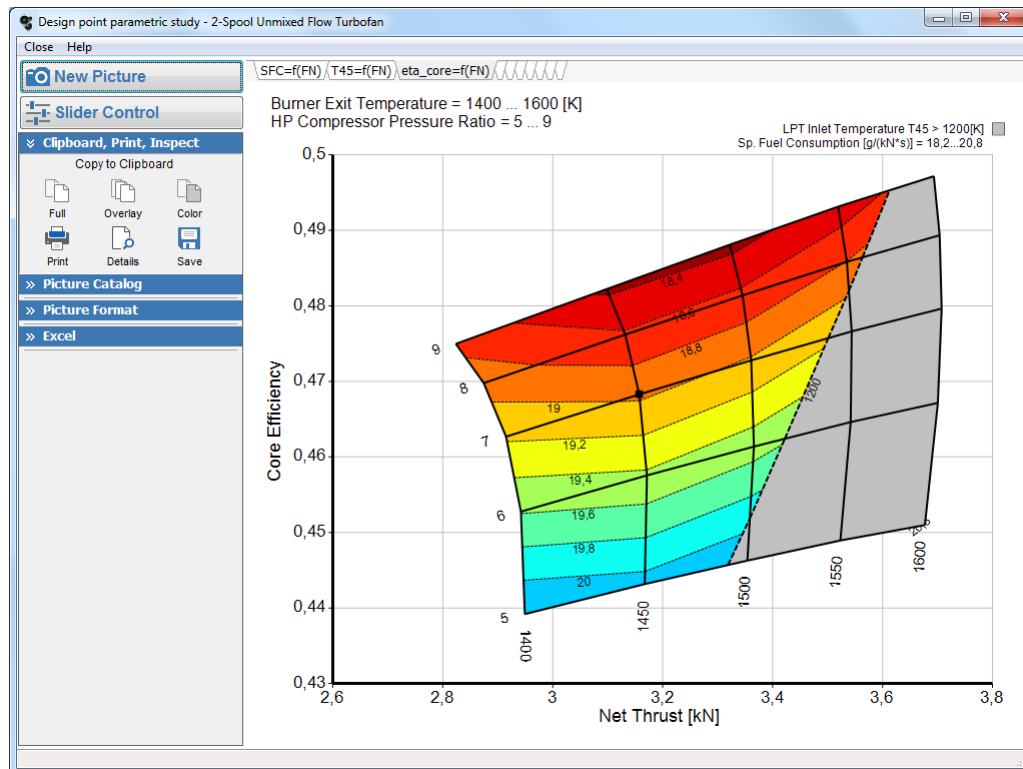 Design point parametric study - 2-Spool Unmixed Flow Turbofan
Close Help
New Picture
Slider Control
Clipboard, Print, Inspect
Copy to Clipboard
Full Overlay Color
Print Details Save
Picture Catalog
Picture Format
Excel
SFC=f(FN) T45=f(FN) eta_core=f(FN)
Burner Exit Temperature = 1400 ... 1600 [K]
HP Compressor Pressure Ratio = 5 ... 9
LPT Inlet Temperature T45 > 1200[K]
Sp. Fuel Consumption [g/(kN*s)] = 18,2...20,8
0,5
0,49
0,48
0,47
0,46
0,45
0,44
0,43
Core Efficiency
9
8
7
6
5
18,4
18,6
18,8
19
19,2
19,4
19,6
19,8
20
1200
1400
1450
1500
1550
1600
2,6 2,8 3 3,2 3,4 3,6 3,8
Net Thrust [kN]